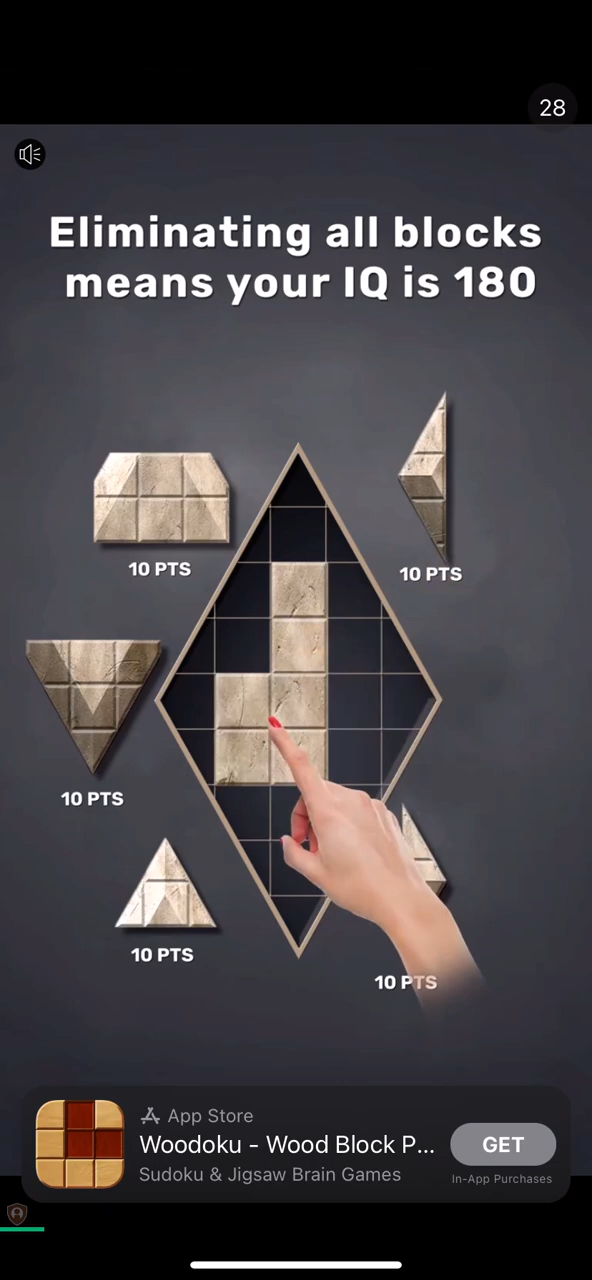 28
Eliminating all blocks
means your IQ is 180
10 PTS
10 PTS
10 PTS
10 PTS
10 PTS
App Store
Woodoku - Wood Block P...
GET
Sudoku & Jigsaw Brain Games
In-App Purchases